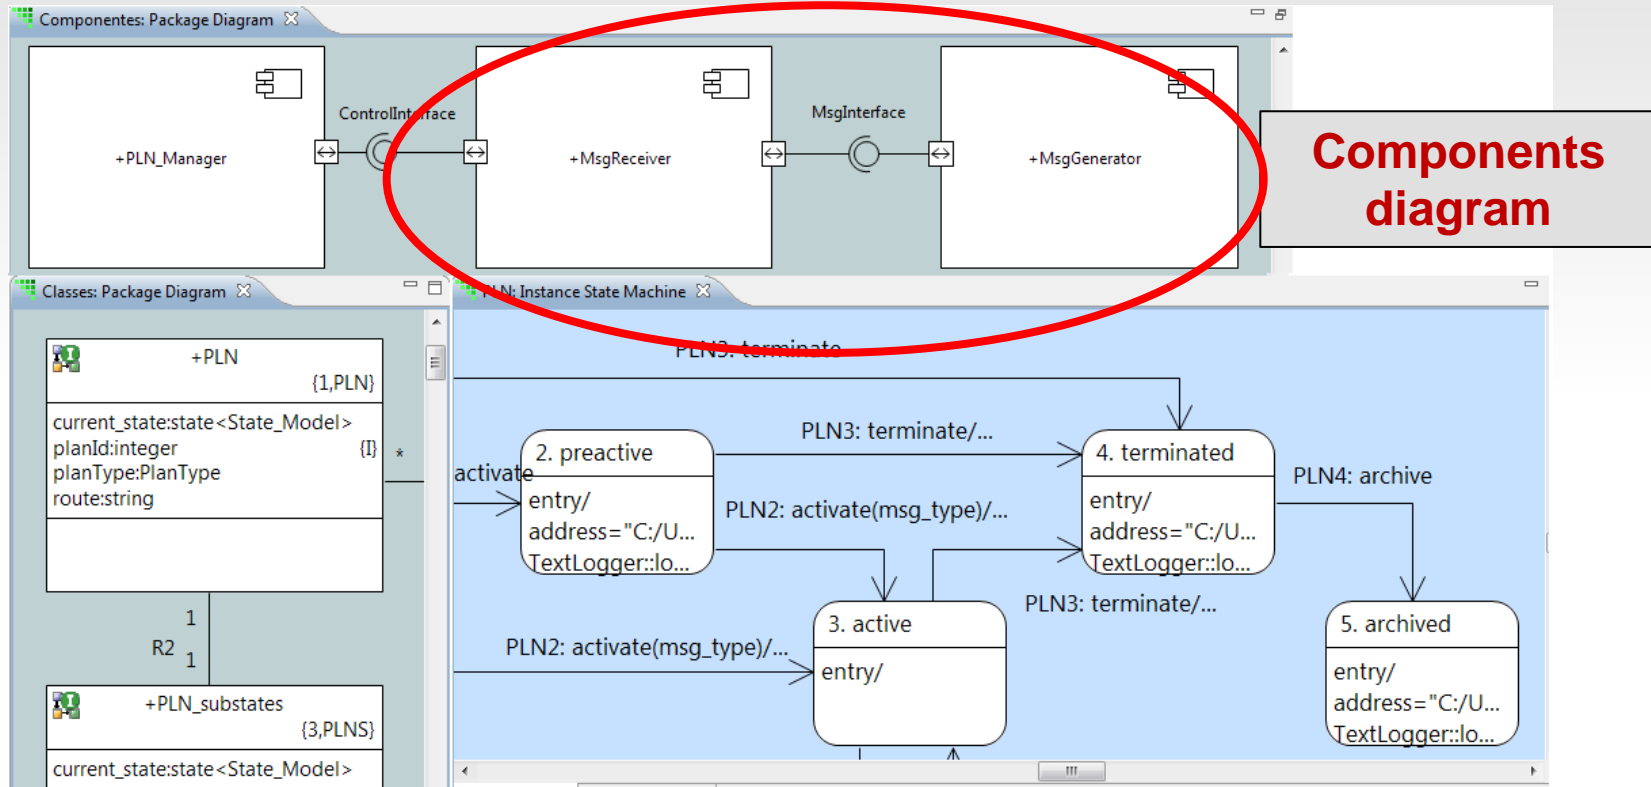 Componentes: Package Diagram
ControlInterface
MsgInterface
+PLN_Manager
+MsgReceiver
+MsgGenerator
Components
diagram
Classes: Package Diagram
+PLN
{1,PLN}
current_state:state<State_Model>
planId:integer {I}
planType:PlanType
route:string
*
1
R2
1
+PLN_substates
{3,PLNS}
current_state:state<State_Model>
PLN: Instance State Machine
PLN3: terminate
activate
2. preactive
entry/
address="C:/U...
TextLogger::lo...
PLN3: terminate/...
PLN2: activate(msg_type)/...
4. terminated
entry/
address="C:/U...
TextLogger::lo...
PLN4: archive
PLN3: terminate/...
PLN2: activate(msg_type)/...
3. active
entry/
5. archived
entry/
address="C:/U...
TextLogger::lo...